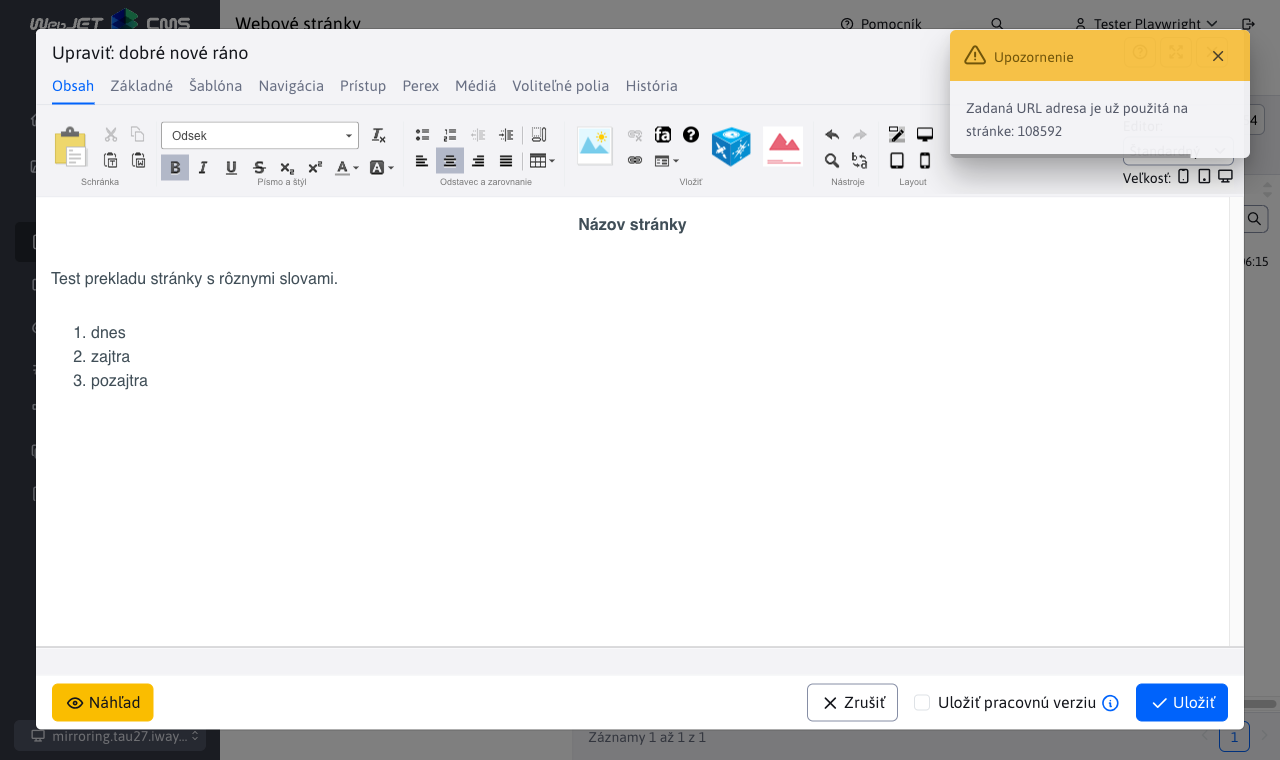 WebJET CMS
Webové stránky
Pomocník
Tester Playwright
Upraviť: dobré nové ráno
Upozornenie
Zadaná URL adresa je už použitá na
stránke: 108592
Obsah Základné Šablóna Navigácia Prístup Perex Médiá Voliteľné polia História
Editor
Štandardný
Veľkosť:
Odsek
Schránka Písmo a štýl Odstavec a zarovnanie Vložiť Nástroje Layout
Názov stránky
Test prekladu stránky s rôznymi slovami.
1. dnes
2. zajtra
3. pozajtra
6:15
Náhľad Zrušiť Uložiť pracovnú verziu Uložiť
mirroring.tau27.iway...
Záznamy 1 až 1 z 1
1